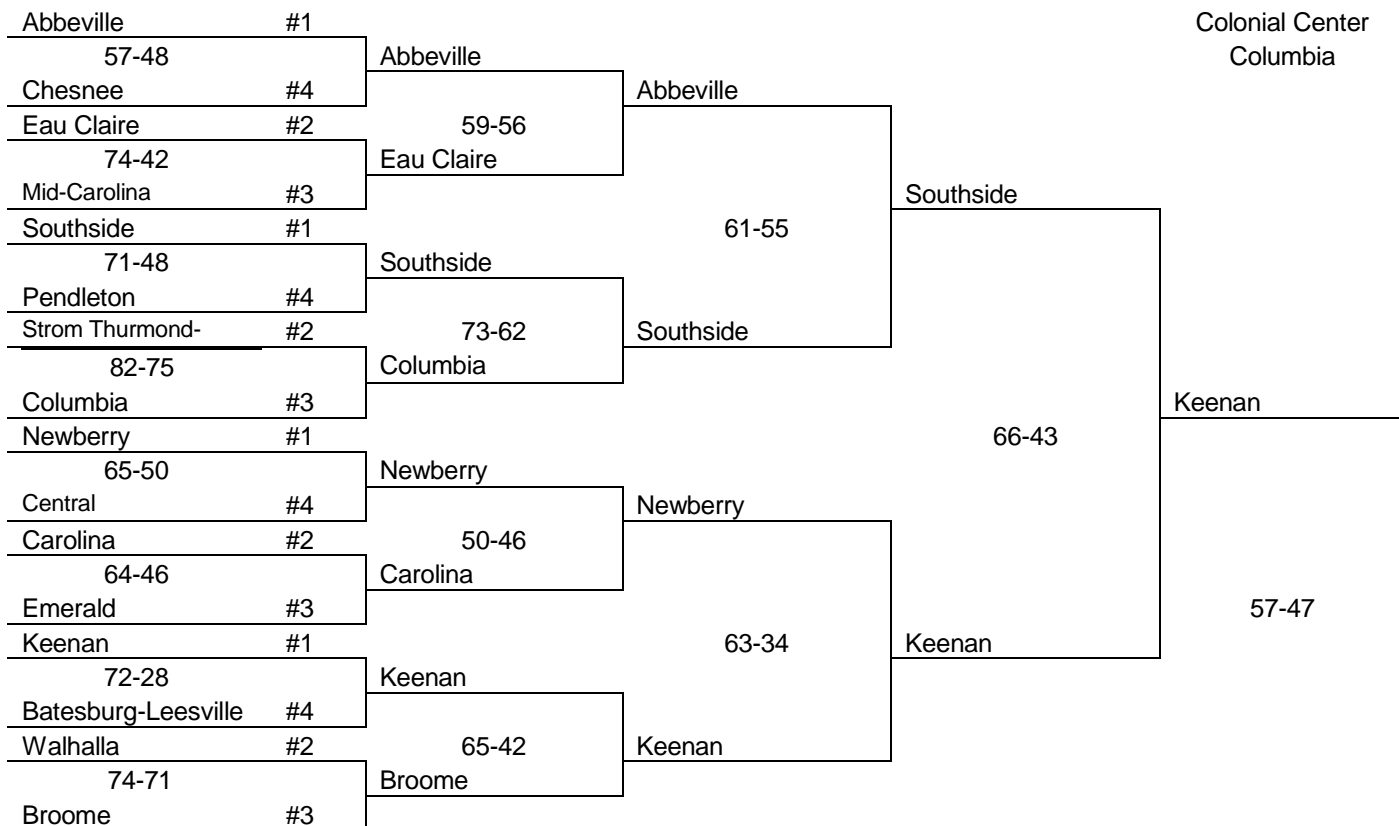 Abbeville #1 Colonial Center
57-48 Abbeville Columbia
Chesnee #4 Abbeville
Eau Claire #2 59-56
74-42 Eau Claire
Mid-Carolina #3 Southside
Southside #1 61-55
71-48 Southside
Pendleton #4
Strom Thurmond- #2 73-62 Southside
82-75 Columbia
Columbia #3 Keenan
Newberry #1 66-43
65-50 Newberry
Central #4 Newberry
Carolina #2 50-46
64-46 Carolina
Emerald #3 57-47
Keenan #1 63-34 Keenan
72-28 Keenan
Batesburg-Leesville #4
Walhalla #2 65-42 Keenan
74-71 Broome
Broome #3